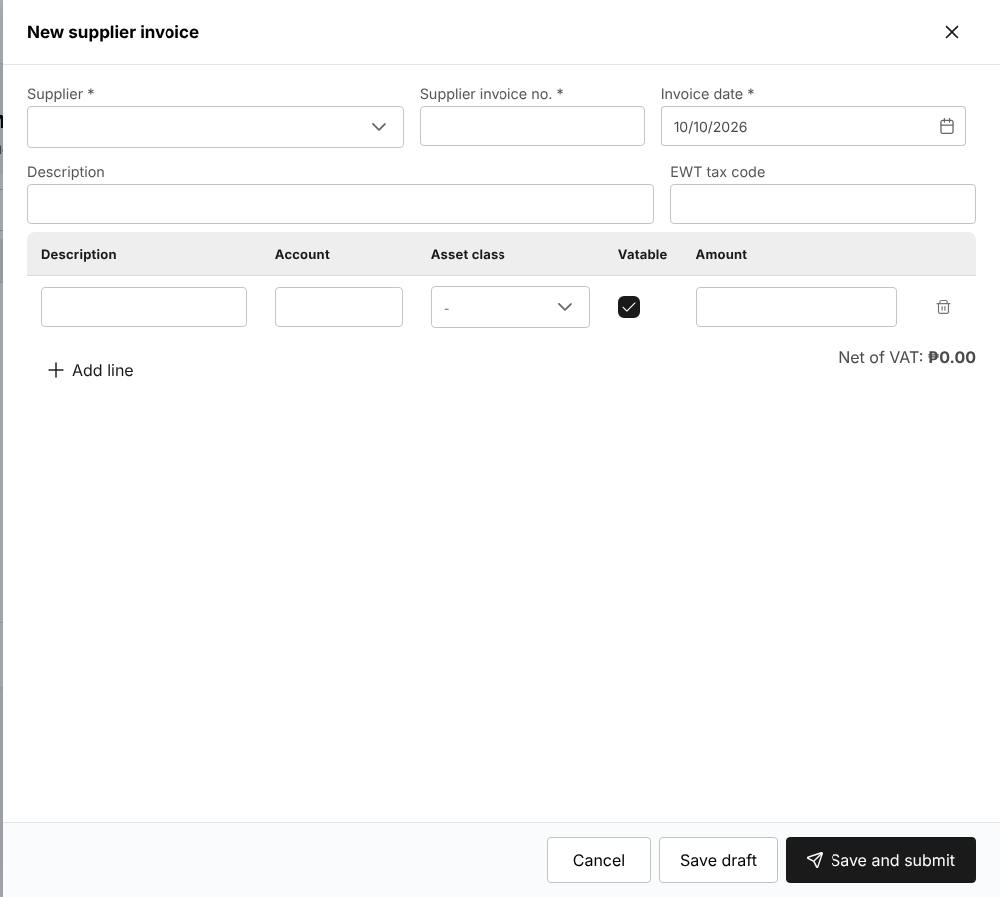 New supplier invoice
Supplier * Supplier invoice no. * Invoice date *
10/10/2026
Description EWT tax code
Description Account Asset class Vatable Amount
-
Net of VAT: ₱0.00
Add line
Cancel Save draft Save and submit